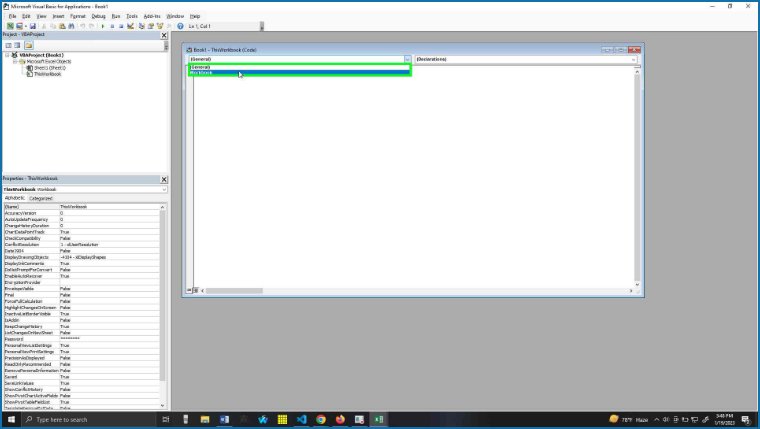 Microsoft Visual Basic for Applications - Book1
File Edit View Insert Format Debug Run Tools Add-Ins Window Help
Ln 1, Col 1
Project - VBAProject
VBAProject (Book1)
Microsoft Excel Objects
Sheet1 (Sheet1)
ThisWorkbook
Book1 - ThisWorkbook (Code)
(General) (Declarations)
(General)
Workbook
Properties - ThisWorkbook
ThisWorkbook Workbook
Alphabetic Categorized
(Name) ThisWorkbook
AccuracyVersion 0
AutoUpdateFrequency 0
ChangeHistoryDuration 0
ChartDataPointTrack True
CheckCompatibility False
ConflictResolution 1 - xlUserResolution
Date1904 False
DisplayDrawingObjects -4104 - xlDisplayShapes
DisplayInkComments True
DoNotPromptForConvert False
EnableAutoRecover True
EncryptionProvider
EnvelopeVisible False
Final False
ForceFullCalculation False
HighlightChangesOnScreen False
InactiveListBorderVisible True
IsAddin False
KeepChangeHistory True
ListChangesOnNewSheet False
Password ********
PersonalViewListSettings True
PersonalViewPrintSettings True
PrecisionAsDisplayed False
ReadOnlyRecommended False
RemovePersonalInformation False
Saved True
SaveLinkValues True
ShowConflictHistory False
ShowPivotChartActiveFields False
ShowPivotTableFieldList True
TemplateRemoveExtData False
Type here to search
78°F Haze
3:48 PM
1/19/2023